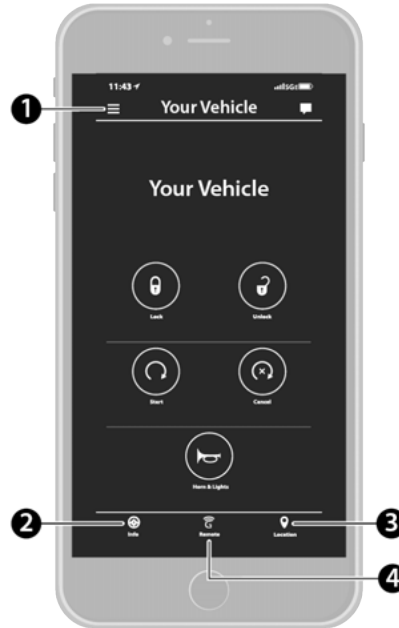 11:43
5G
1
Your Vehicle
Your Vehicle
Lock
Unlock
Start
Cancel
Horn & Lights
2
Info
Remote
Location
3
4